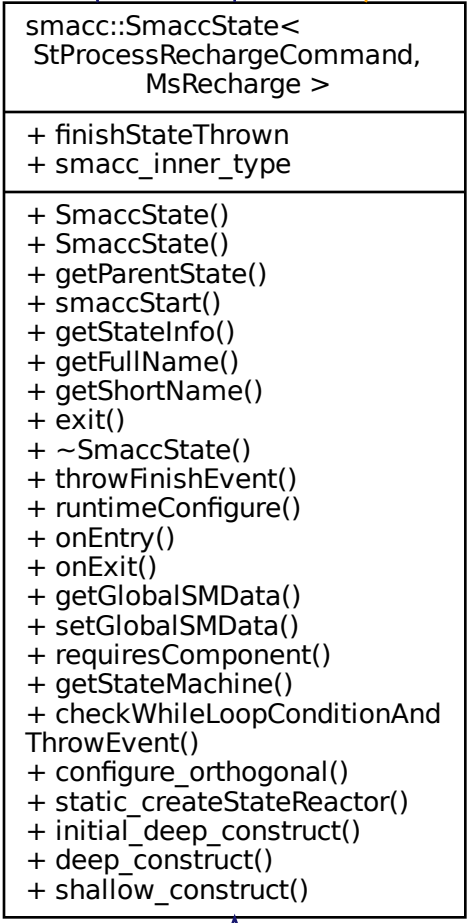 smacc::SmaccState<
StProcessRechargeCommand,
MsRecharge >
+ finishStateThrown
+ smacc_inner_type
+ SmaccState()
+ SmaccState()
+ getParentState()
+ smaccStart()
+ getStateInfo()
+ getFullName()
+ getShortName()
+ exit()
+ ~SmaccState()
+ throwFinishEvent()
+ runtimeConfigure()
+ onEntry()
+ onExit()
+ getGlobalSMData()
+ setGlobalSMData()
+ requiresComponent()
+ getStateMachine()
+ checkWhileLoopConditionAnd
ThrowEvent()
+ configure_orthogonal()
+ static_createStateReactor()
+ initial_deep_construct()
+ deep_construct()
+ shallow_construct()